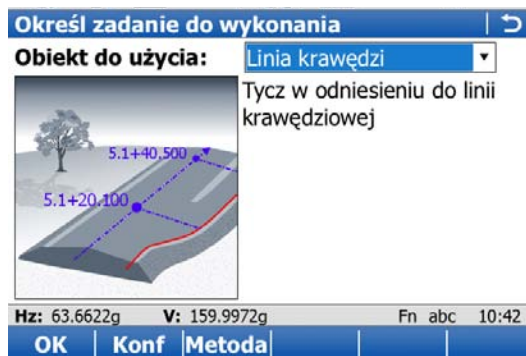 Określ zadanie do wykonania
Obiekt do użycia: Linia krawędzi
Tycz w odniesieniu do linii
krawędziowej
5.1+40,500
5.1+20,100
Hz: 63.6622g V: 159.9972g Fn abc 10:42
OK Konf Metoda